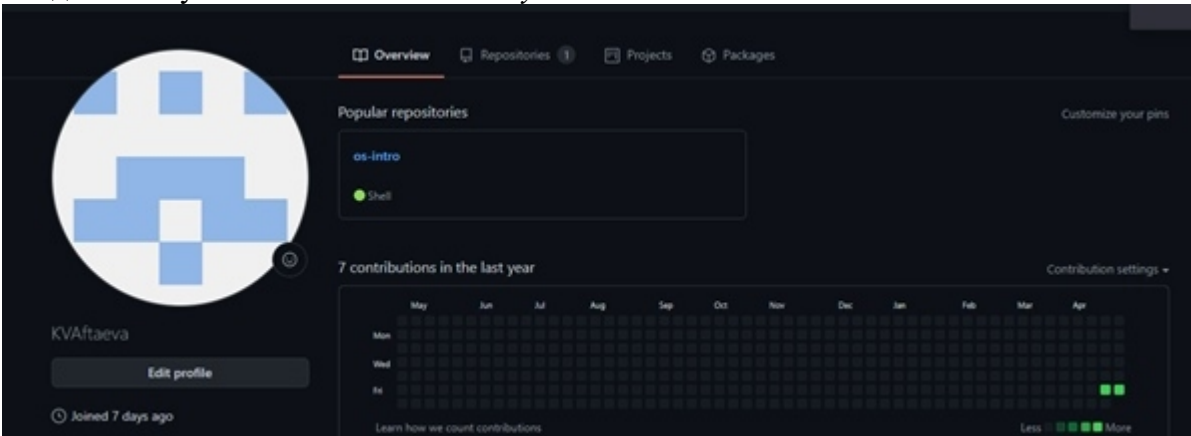 Overview Repositories 1 Projects Packages
Popular repositories Customize your pins
os-intro
Shell
7 contributions in the last year Contribution settings
May Jun Jul Aug Sep Oct Nov Dec Jan Feb Mar Apr
Mon
Wed
Fri
KVAftaeva
Edit profile
Joined 7 days ago
Learn how we count contributions Less More